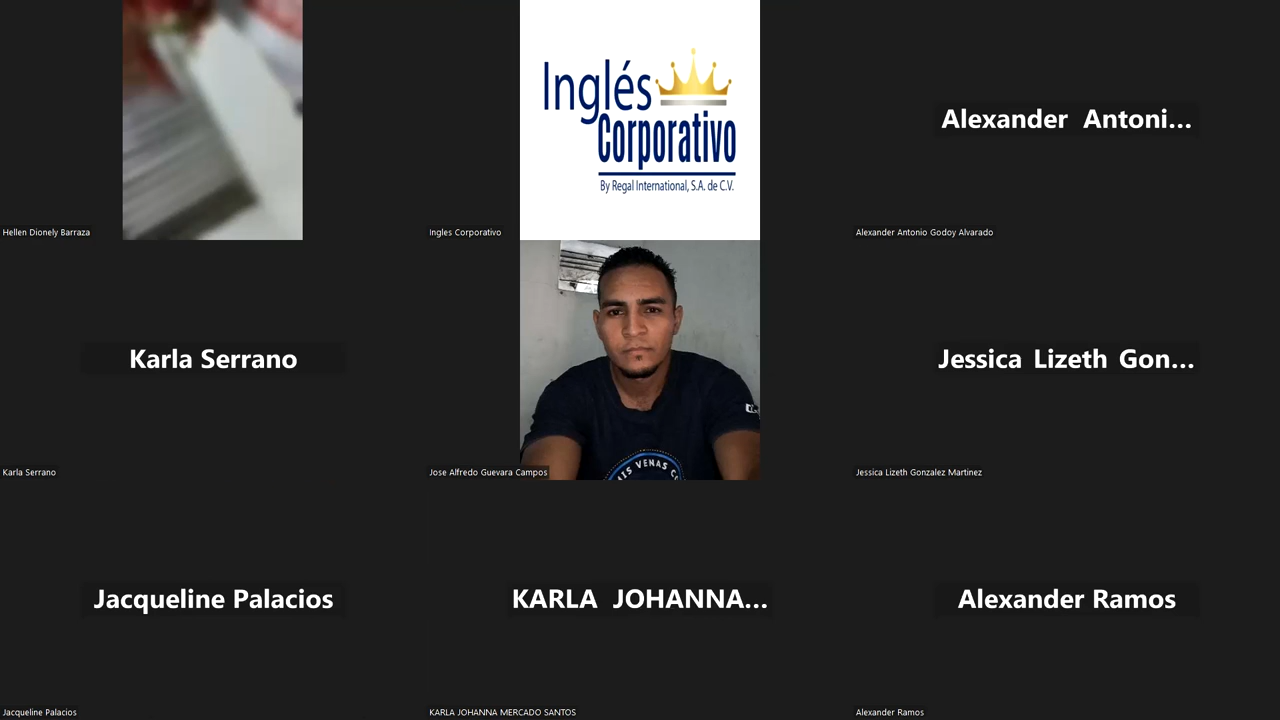 Hellen Dionely Barraza
Inglés
Corporativo
By Regal International, S.A. de C.V.
Ingles Corporativo
Alexander Antoni...
Alexander Antonio Godoy Alvarado
Karla Serrano
Karla Serrano
MIS VENAS
Jose Alfredo Guevara Campos
Jessica Lizeth Gon...
Jessica Lizeth Gonzalez Martinez
Jacqueline Palacios
Jacqueline Palacios
KARLA JOHANNA...
KARLA JOHANNA MERCADO SANTOS
Alexander Ramos
Alexander Ramos